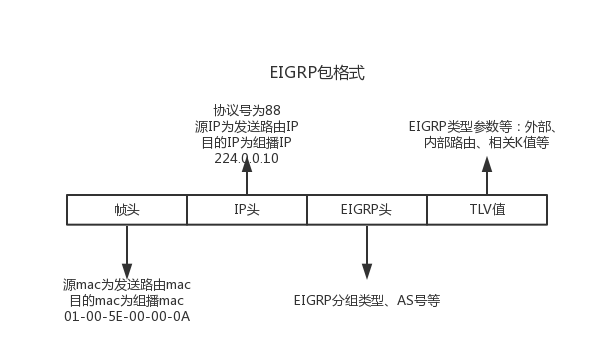 EIGRP包格式
协议号为88
源IP为发送路由IP
目的IP为组播IP
224.0.0.10
EIGRP类型参数等：外部、
内部路由、相关K值等
帧头
IP头
EIGRP头
TLV值
源mac为发送路由mac
目的mac为组播mac
01-00-5E-00-00-0A
EIGRP分组类型、AS号等